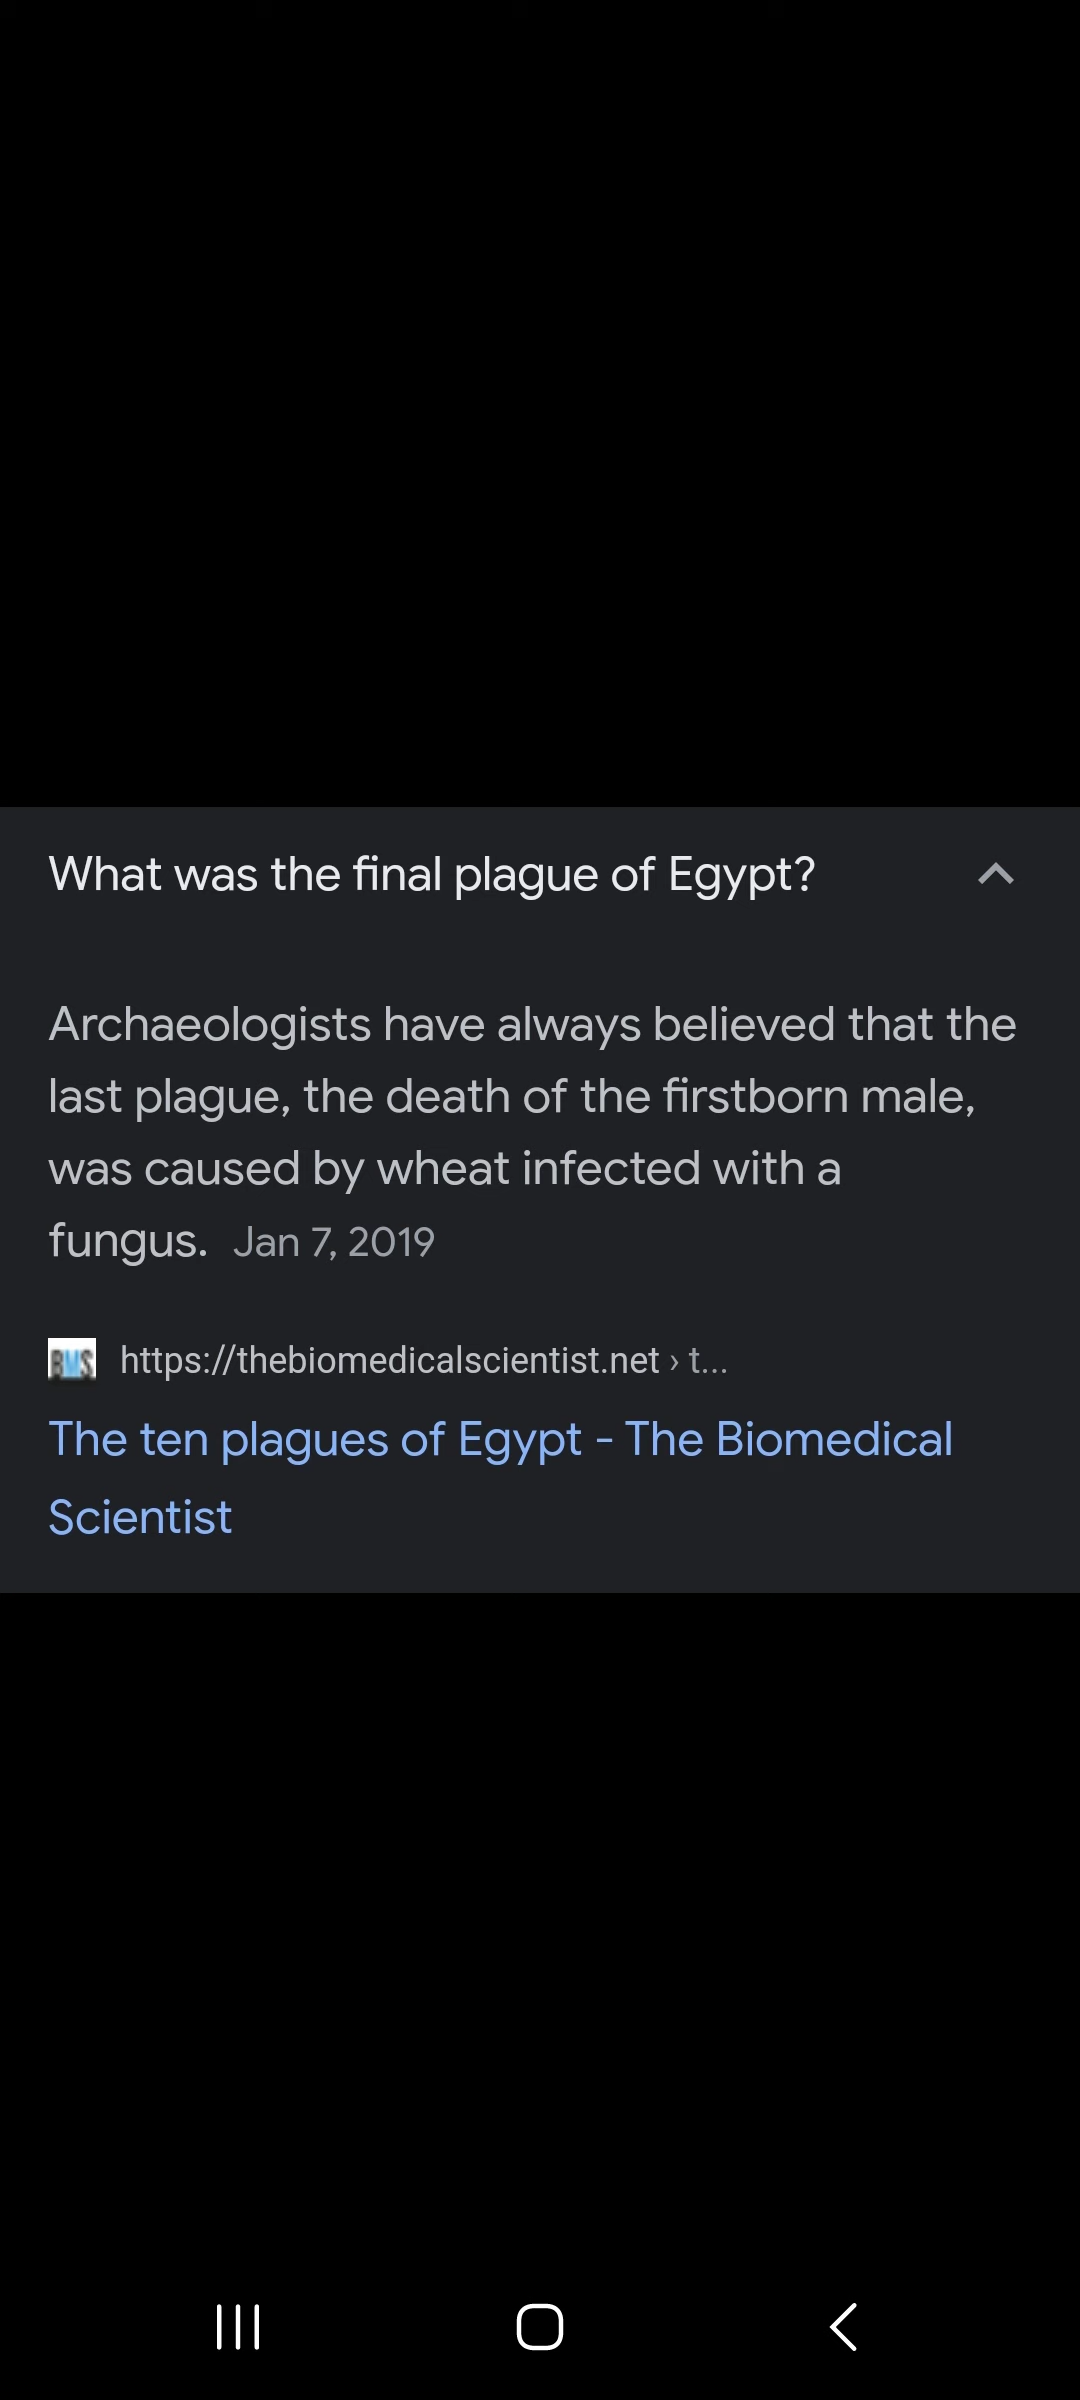 What was the final plague of Egypt?
Archaeologists have always believed that the
last plague, the death of the firstborn male,
was caused by wheat infected with a
fungus. Jan 7, 2019
BMS https://thebiomedicalscientist.net › t...
The ten plagues of Egypt - The Biomedical
Scientist